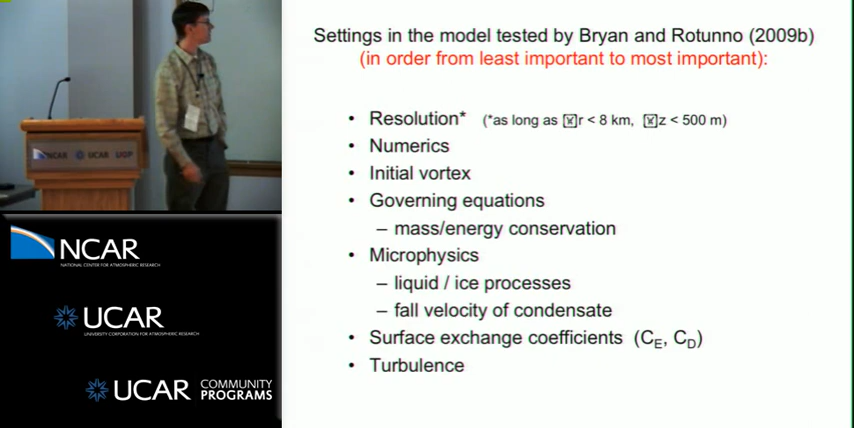 Settings in the model tested by Bryan and Rotunno (2009b)
(in order from least important to most important):
• Resolution* (*as long as r < 8 km, z < 500 m)
• Numerics
• Initial vortex
• Governing equations
– mass/energy conservation
• Microphysics
– liquid / ice processes
– fall velocity of condensate
• Surface exchange coefficients (CE, CD)
• Turbulence
NCAR UCAR UOP
NCAR
NATIONAL CENTER FOR ATMOSPHERIC RESEARCH
UCAR
UNIVERSITY CORPORATION FOR ATMOSPHERIC RESEARCH
UCAR COMMUNITY
PROGRAMS